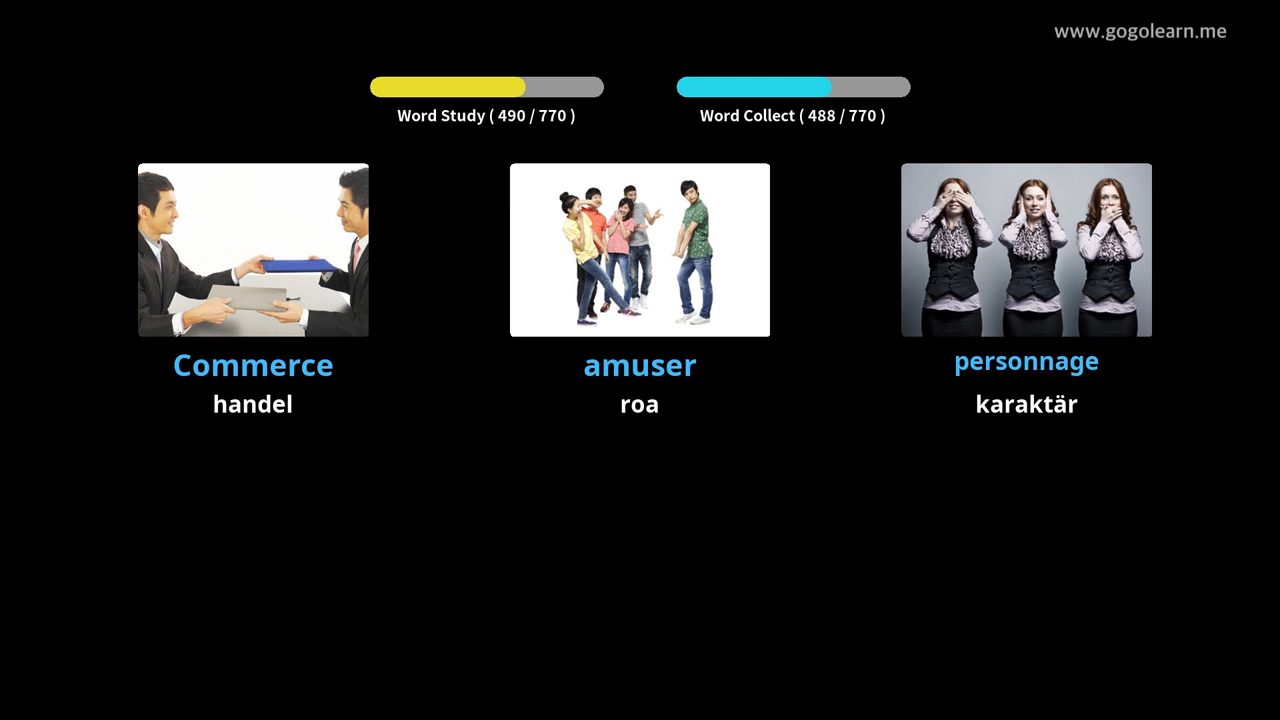 www.gogolearn.me
Word Study ( 490 / 770 )
Word Collect ( 488 / 770 )
Commerce
handel
amuser
roa
personnage
karaktär